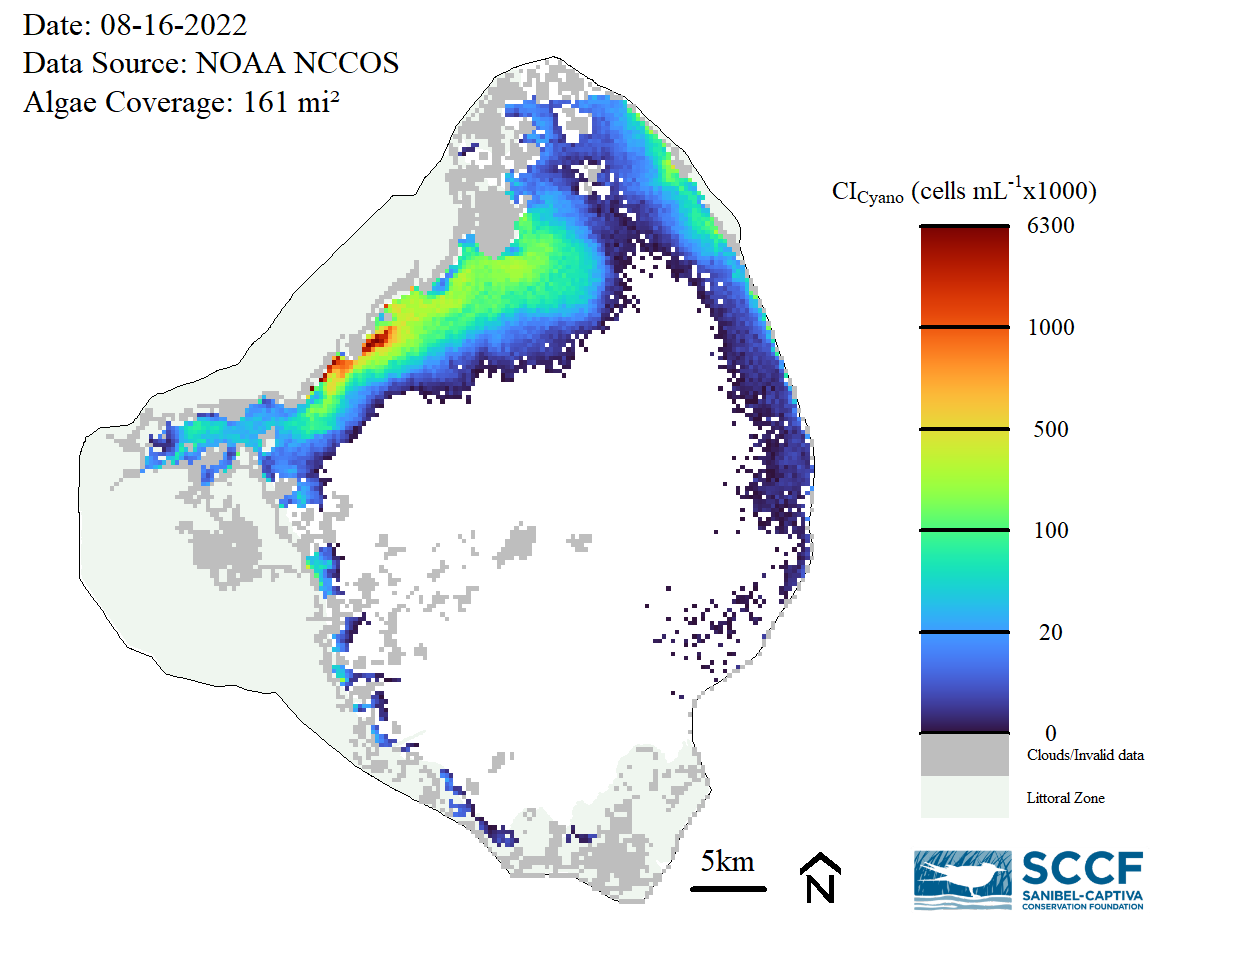 Date: 08-16-2022
Data Source: NOAA NCCOS
Algae Coverage: 161 mi²
CICyano (cells mL-1x1000)
6300
1000
500
100
20
0
Clouds/Invalid data
Littoral Zone
5km
N
SCCF
SANIBEL-CAPTIVA
CONSERVATION FOUNDATION